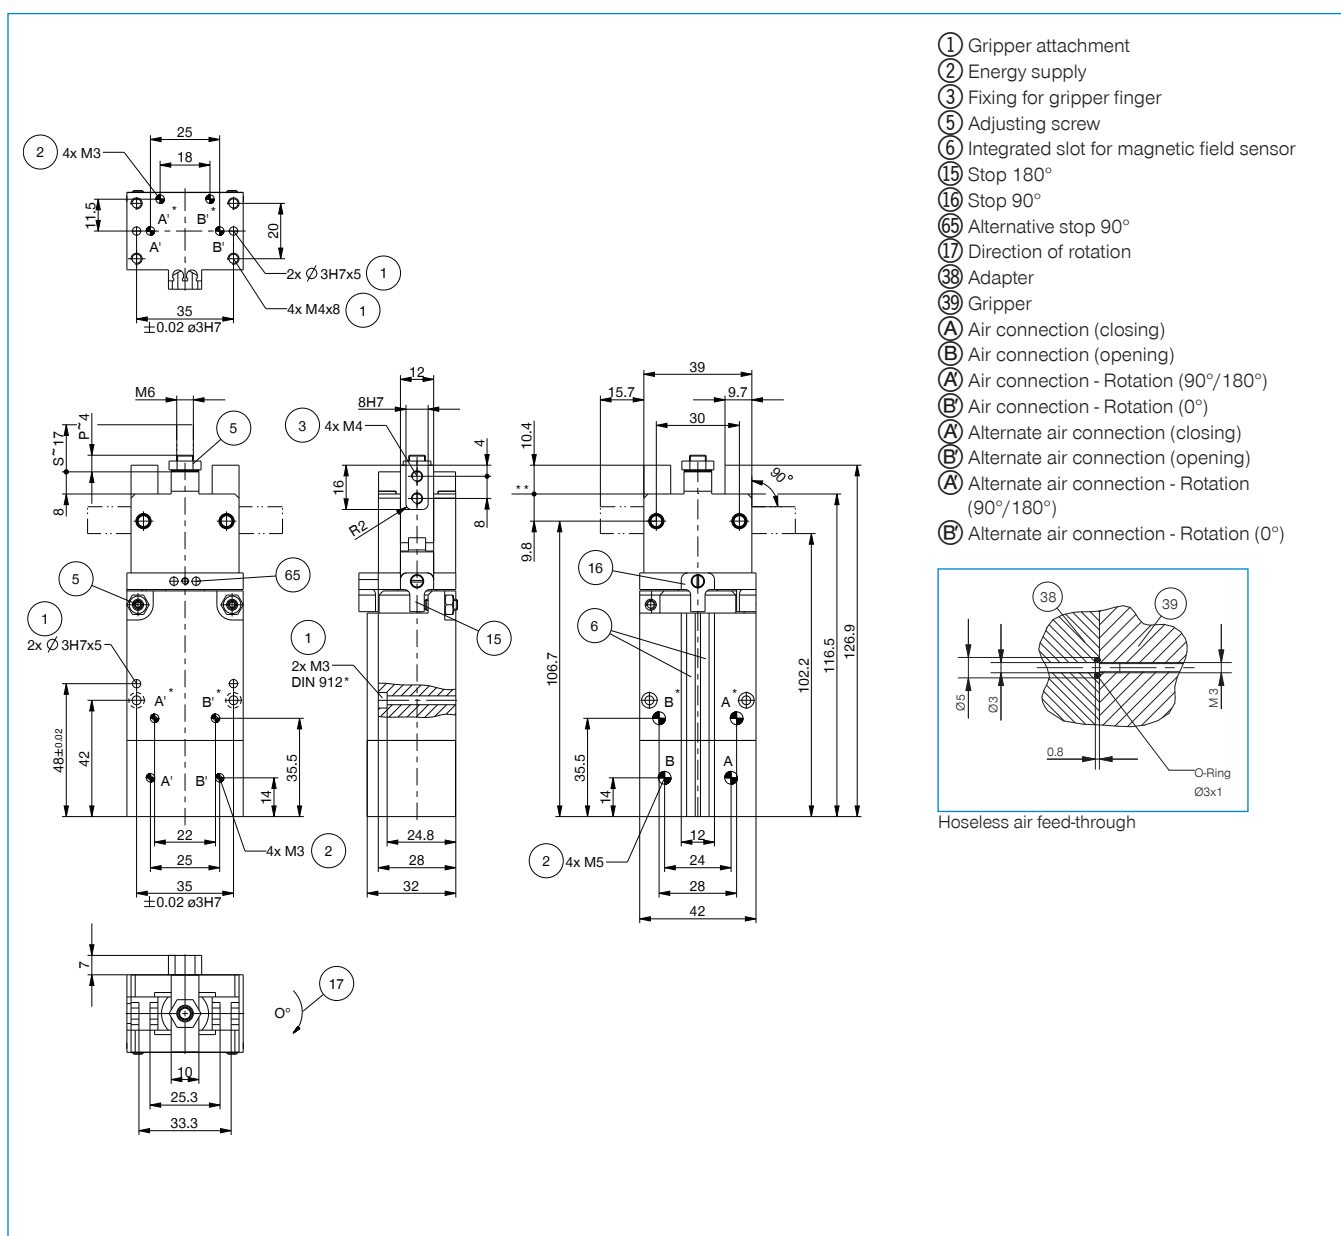 1 Gripper attachment
2 Energy supply
3 Fixing for gripper finger
5 Adjusting screw
6 Integrated slot for magnetic field sensor
15 Stop 180°
16 Stop 90°
65 Alternative stop 90°
17 Direction of rotation
38 Adapter
39 Gripper
A Air connection (closing)
B Air connection (opening)
A' Air connection - Rotation (90°/180°)
B' Air connection - Rotation (0°)
A' Alternate air connection (closing)
B' Alternate air connection (opening)
A' Alternate air connection - Rotation
(90°/180°)
B' Alternate air connection - Rotation (0°)
25
2 4x M3
18
11.5
A'* B'*
20
A' B'
2x Ø 3H7x5 1
4x M4x8 1
35
±0.02 ø3H7
M6
P~4
S~17
5
8
5
65
1
2x Ø 3H7x5
A'* B'*
48±0.02
42
A' B'
35.5
14
22
4x M3 2
25
35
±0.02 ø3H7
12
8H7
3 4x M4
4
16
8
R2
15
1
2x M3
DIN 912*
24.8
28
32
39
15.7
9.7
30
10.4
**
90°
9.8
16
6
106.7
102.2
116.5
126.9
B* A*
35.5
B A
14
12
2 4x M5
24
28
42
38
39
Ø5
Ø3
M 3
0.8
O-Ring
Ø3x1
Hoseless air feed-through
7
17
O°
10
25.3
33.3